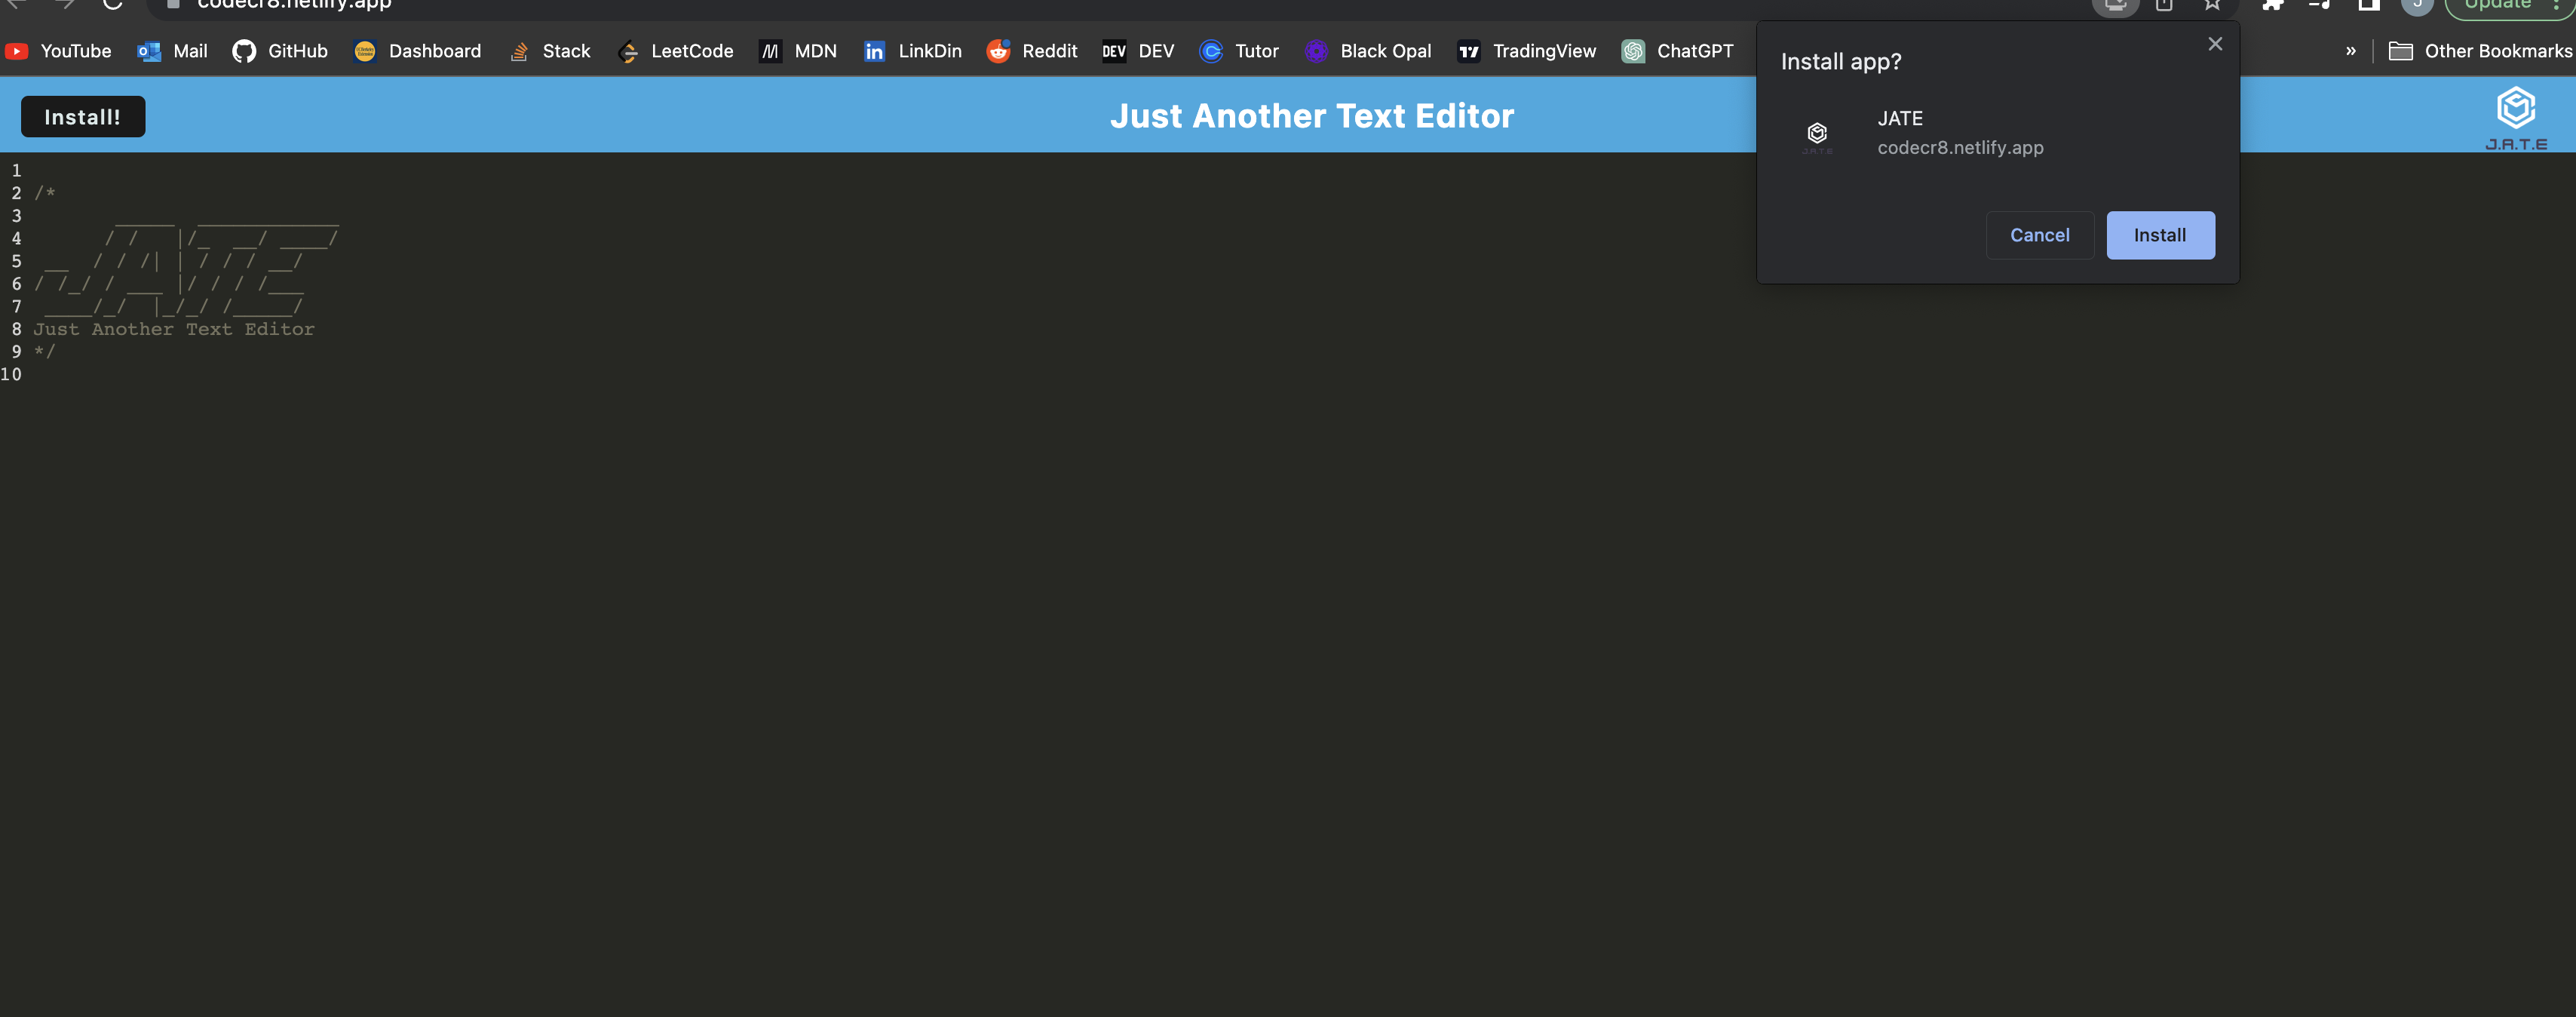 codecr8.netlify.app
Update
YouTube Mail GitHub Dashboard Stack LeetCode MDN LinkDin Reddit DEV DEV Tutor Black Opal TradingView ChatGPT » Other Bookmarks
Install app?
JATE
codecr8.netlify.app
Cancel Install
Install! Just Another Text Editor
J.A.T.E
1
2 /*
3       _____  ____________
4      / /   |/_  __/ ____/
5 __  / / /| | / / / __/
6 / /_/ / ___ |/ / / /___
7 ____/_/  |_/_/ /_____/
8 Just Another Text Editor
9 */
10